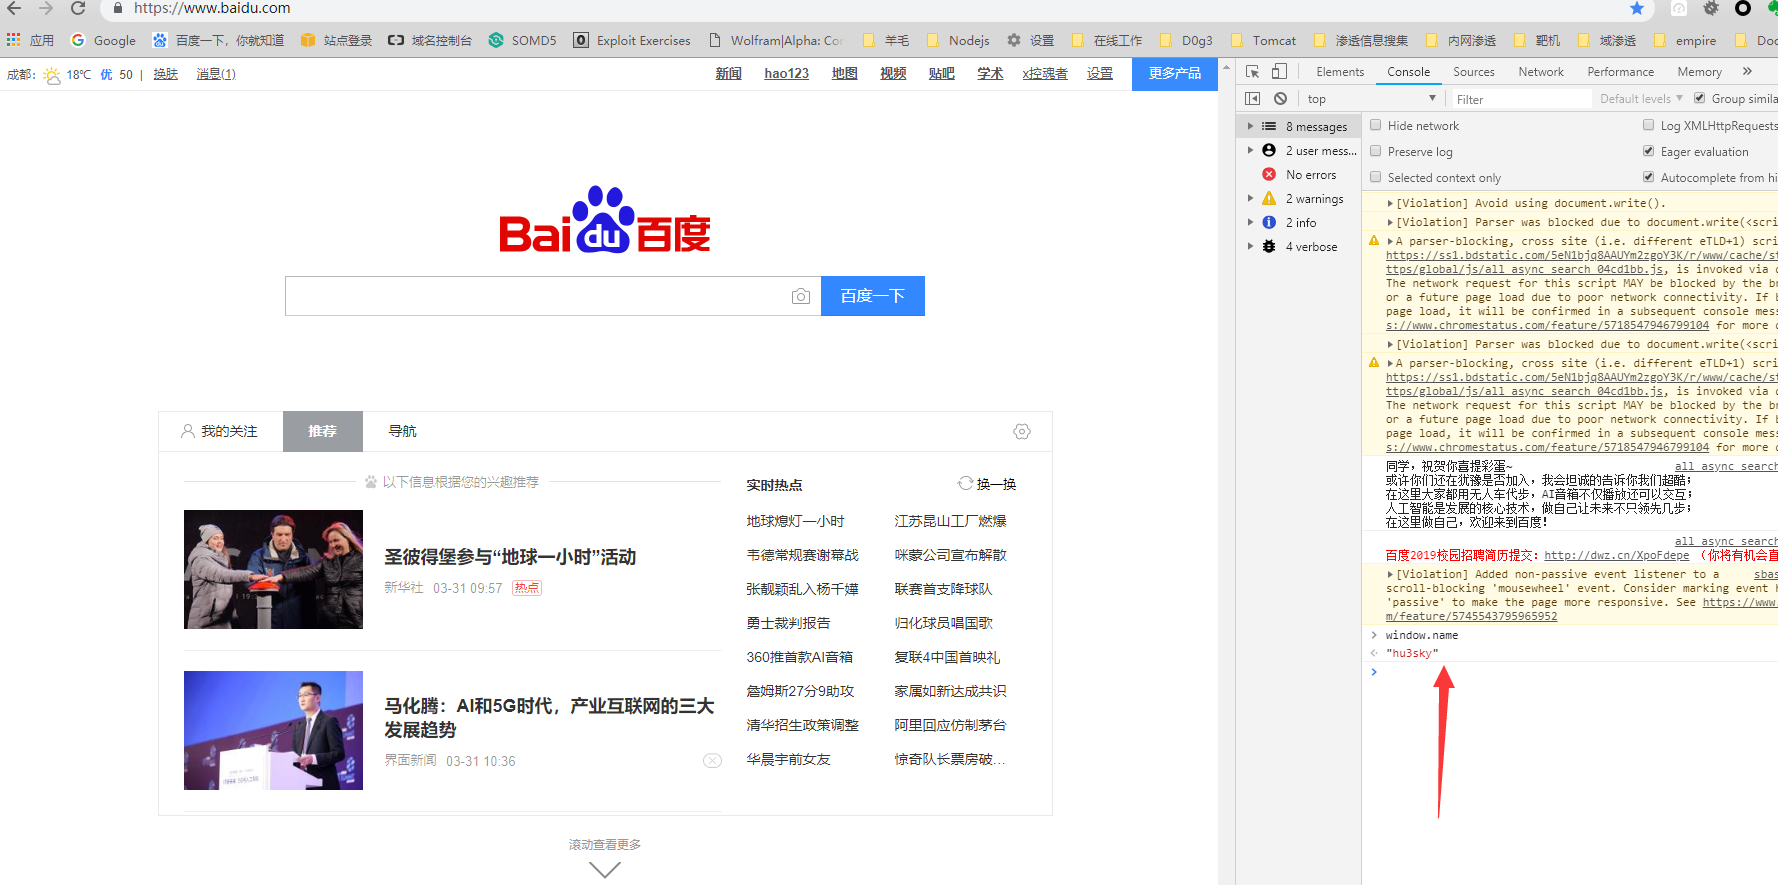 https://www.baidu.com
应用 Google 百度一下，你就知道 站点登录 域名控制台 SOMD5 Exploit Exercises Wolfram|Alpha: Cor 羊毛 Nodejs 设置 在线工作 D0g3 Tomcat 渗透信息搜集 内网渗透 靶机 域渗透 empire Doc
成都： 18℃ 优 50 | 换肤 消息(1) 新闻 hao123 地图 视频 贴吧 学术 x控魂者 设置 更多产品
Bai du 百度
百度一下
我的关注 推荐 导航
以下信息根据您的兴趣推荐
圣彼得堡参与“地球一小时”活动
新华社 03-31 09:57 热点
马化腾：AI和5G时代，产业互联网的三大
发展趋势
界面新闻 03-31 10:36
实时热点 换一换
地球熄灯一小时 江苏昆山工厂燃爆
韦德常规赛谢幕战 咪蒙公司宣布解散
张靓颖乱入杨千嬅 联赛首支降球队
勇士裁判报告 归化球员唱国歌
360推首款AI音箱 复联4中国首映礼
詹姆斯27分9助攻 家属如新达成共识
清华招生政策调整 阿里回应仿制茅台
华晨宇前女友 惊奇队长票房破...
滚动查看更多
Elements Console Sources Network Performance Memory »
top Filter Default levels Group simila
8 messages
2 user mess...
No errors
2 warnings
2 info
4 verbose
Hide network Log XMLHttpRequests
Preserve log Eager evaluation
Selected context only Autocomplete from hi
[Violation] Avoid using document.write().
[Violation] Parser was blocked due to document.write(<scri
A parser-blocking, cross site (i.e. different eTLD+1) scri
https://ss1.bdstatic.com/5eN1bjq8AAUYm2zgoY3K/r/www/cache/st
ttps/global/js/all_async_search_04cd1bb.js, is invoked via d
The network request for this script MAY be blocked by the br
or a future page load due to poor network connectivity. If b
page load, it will be confirmed in a subsequent console mess
s://www.chromestatus.com/feature/5718547946799104 for more d
[Violation] Parser was blocked due to document.write(<scri
A parser-blocking, cross site (i.e. different eTLD+1) scri
https://ss1.bdstatic.com/5eN1bjq8AAUYm2zgoY3K/r/www/cache/st
ttps/global/js/all_async_search_04cd1bb.js, is invoked via d
The network request for this script MAY be blocked by the br
or a future page load due to poor network connectivity. If b
page load, it will be confirmed in a subsequent console mess
s://www.chromestatus.com/feature/5718547946799104 for more d
同学，祝贺你喜提彩蛋~ all_async_search
或许你们还在犹豫是否加入，我会坦诚的告诉你我们超酷；
在这里大家都用无人车代步，AI音箱不仅播放还可以交互；
人工智能是发展的核心技术，做自己让未来不只领先几步；
在这里做自己，欢迎来到百度！
all_async_search
百度2019校园招聘简历提交：http://dwz.cn/XpoFdepe （你将有机会直
[Violation] Added non-passive event listener to a sbas
scroll-blocking 'mousewheel' event. Consider marking event h
'passive' to make the page more responsive. See https://www.
m/feature/5745543795965952
window.name
"hu3sky"